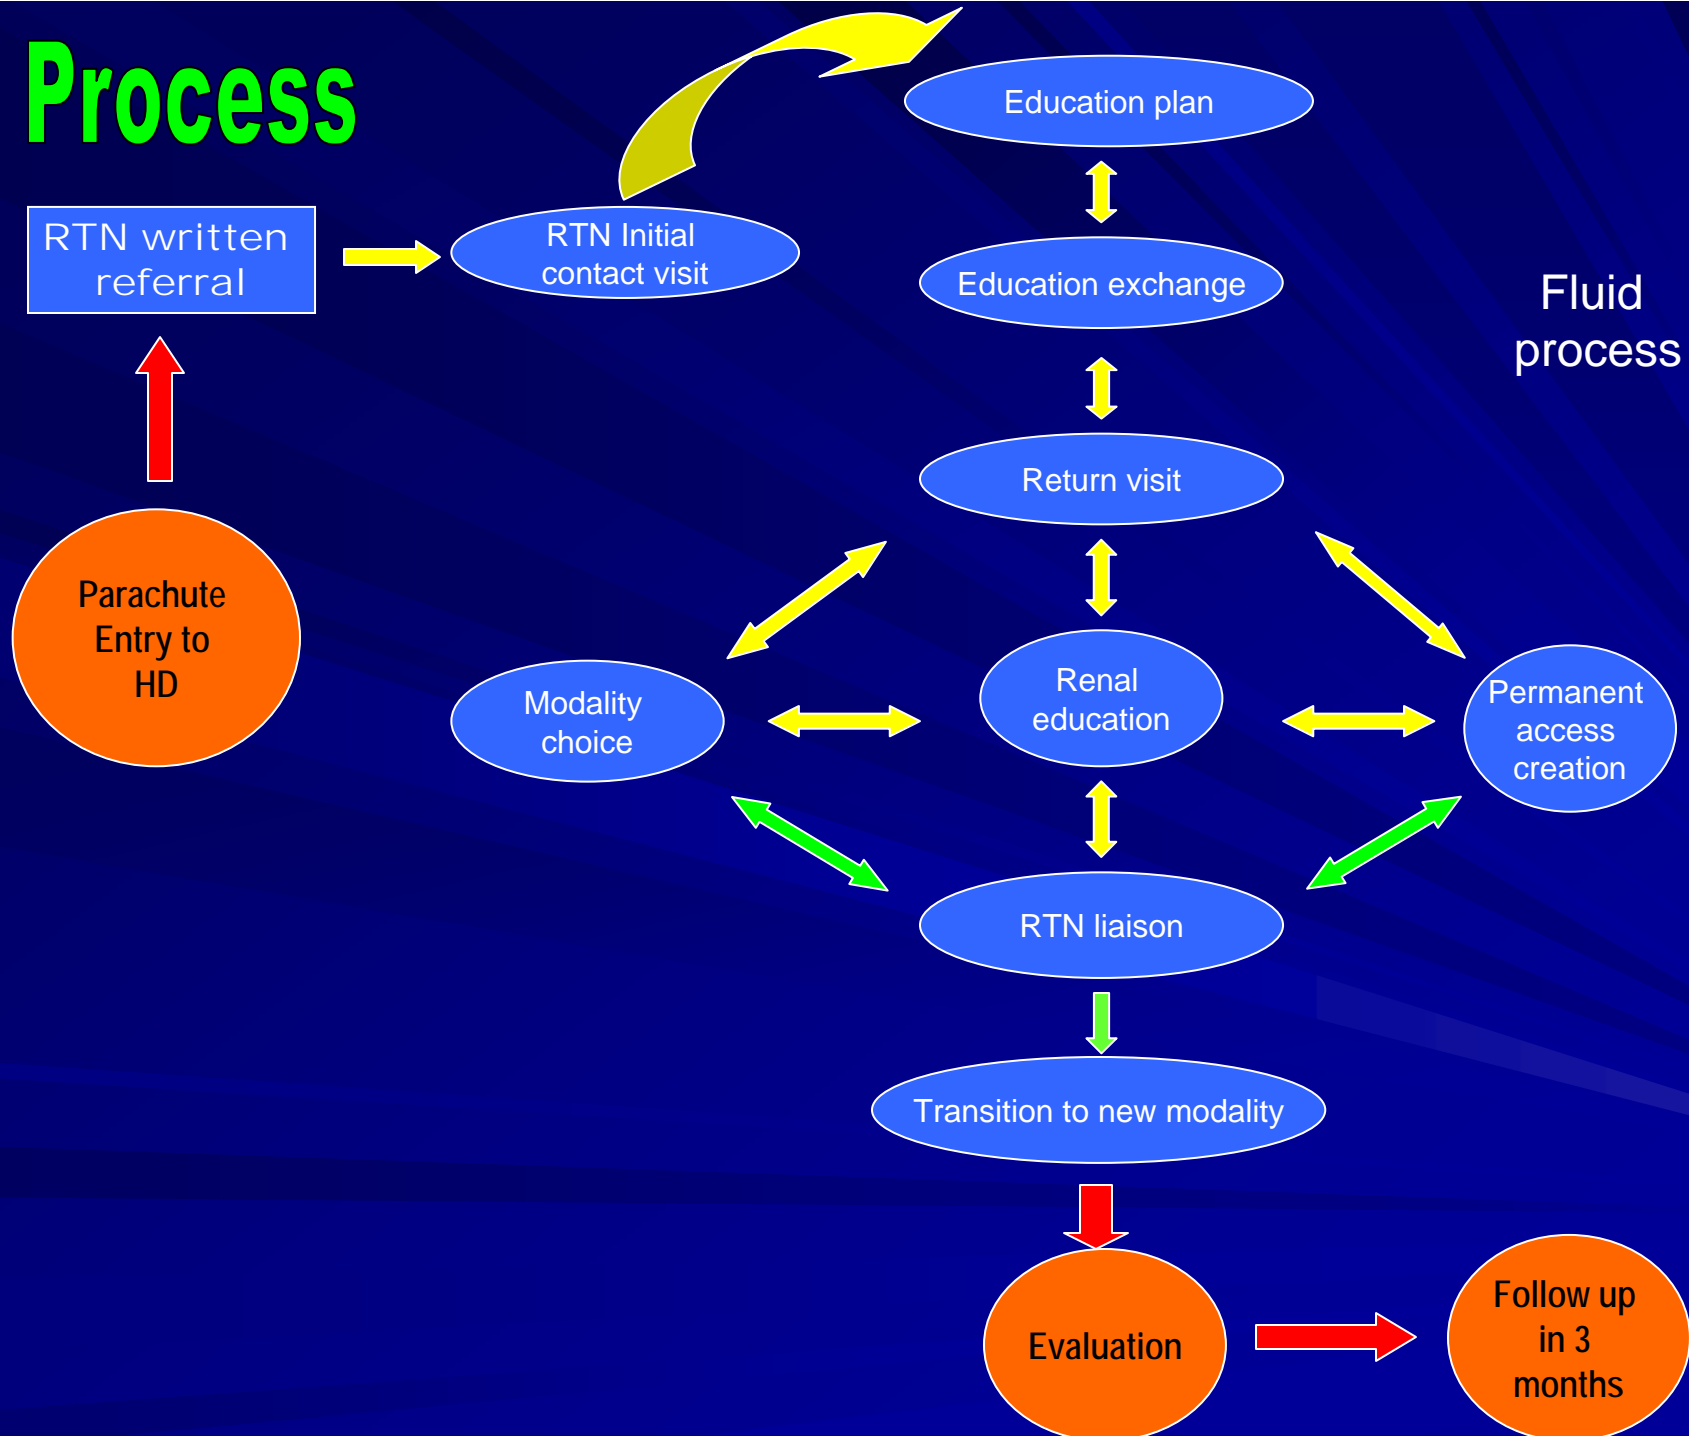 Process
Education plan
RTN written
referral
RTN Initial
contact visit
Education exchange
Fluid
process
Return visit
Parachute
Entry to
HD
Modality
choice
Renal
education
Permanent
access
creation
RTN liaison
Transition to new modality
Evaluation
Follow up
in 3
months